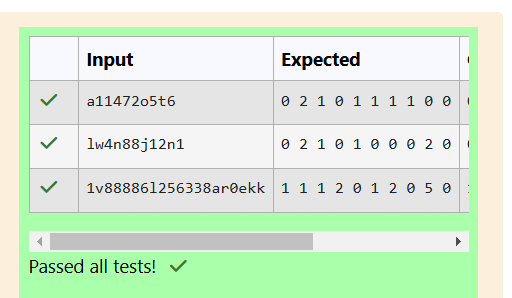 Input Expected
a11472o5t6 0 2 1 0 1 1 1 1 0 0
lw4n88j12n1 0 2 1 0 1 0 0 0 2 0
1v88886l256338ar0ekk 1 1 1 2 0 1 2 0 5 0
Passed all tests!